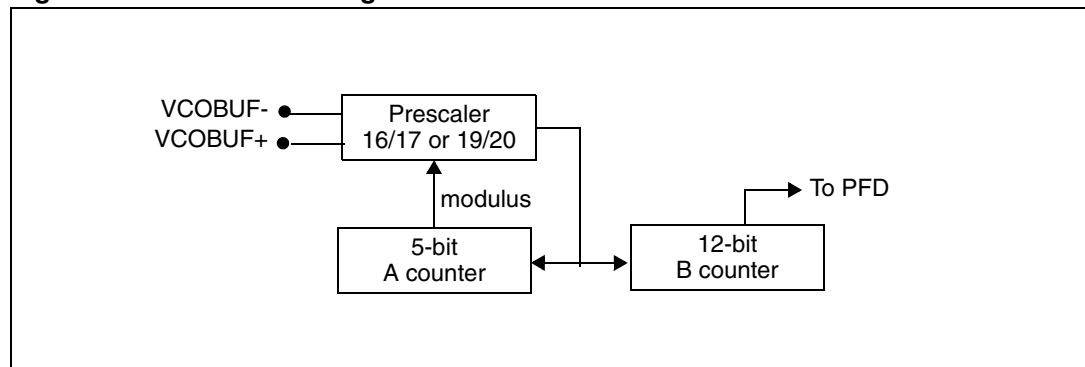 VCOBUF-
VCOBUF+
Prescaler
16/17 or 19/20
modulus
To PFD
5-bit
A counter
12-bit
B counter